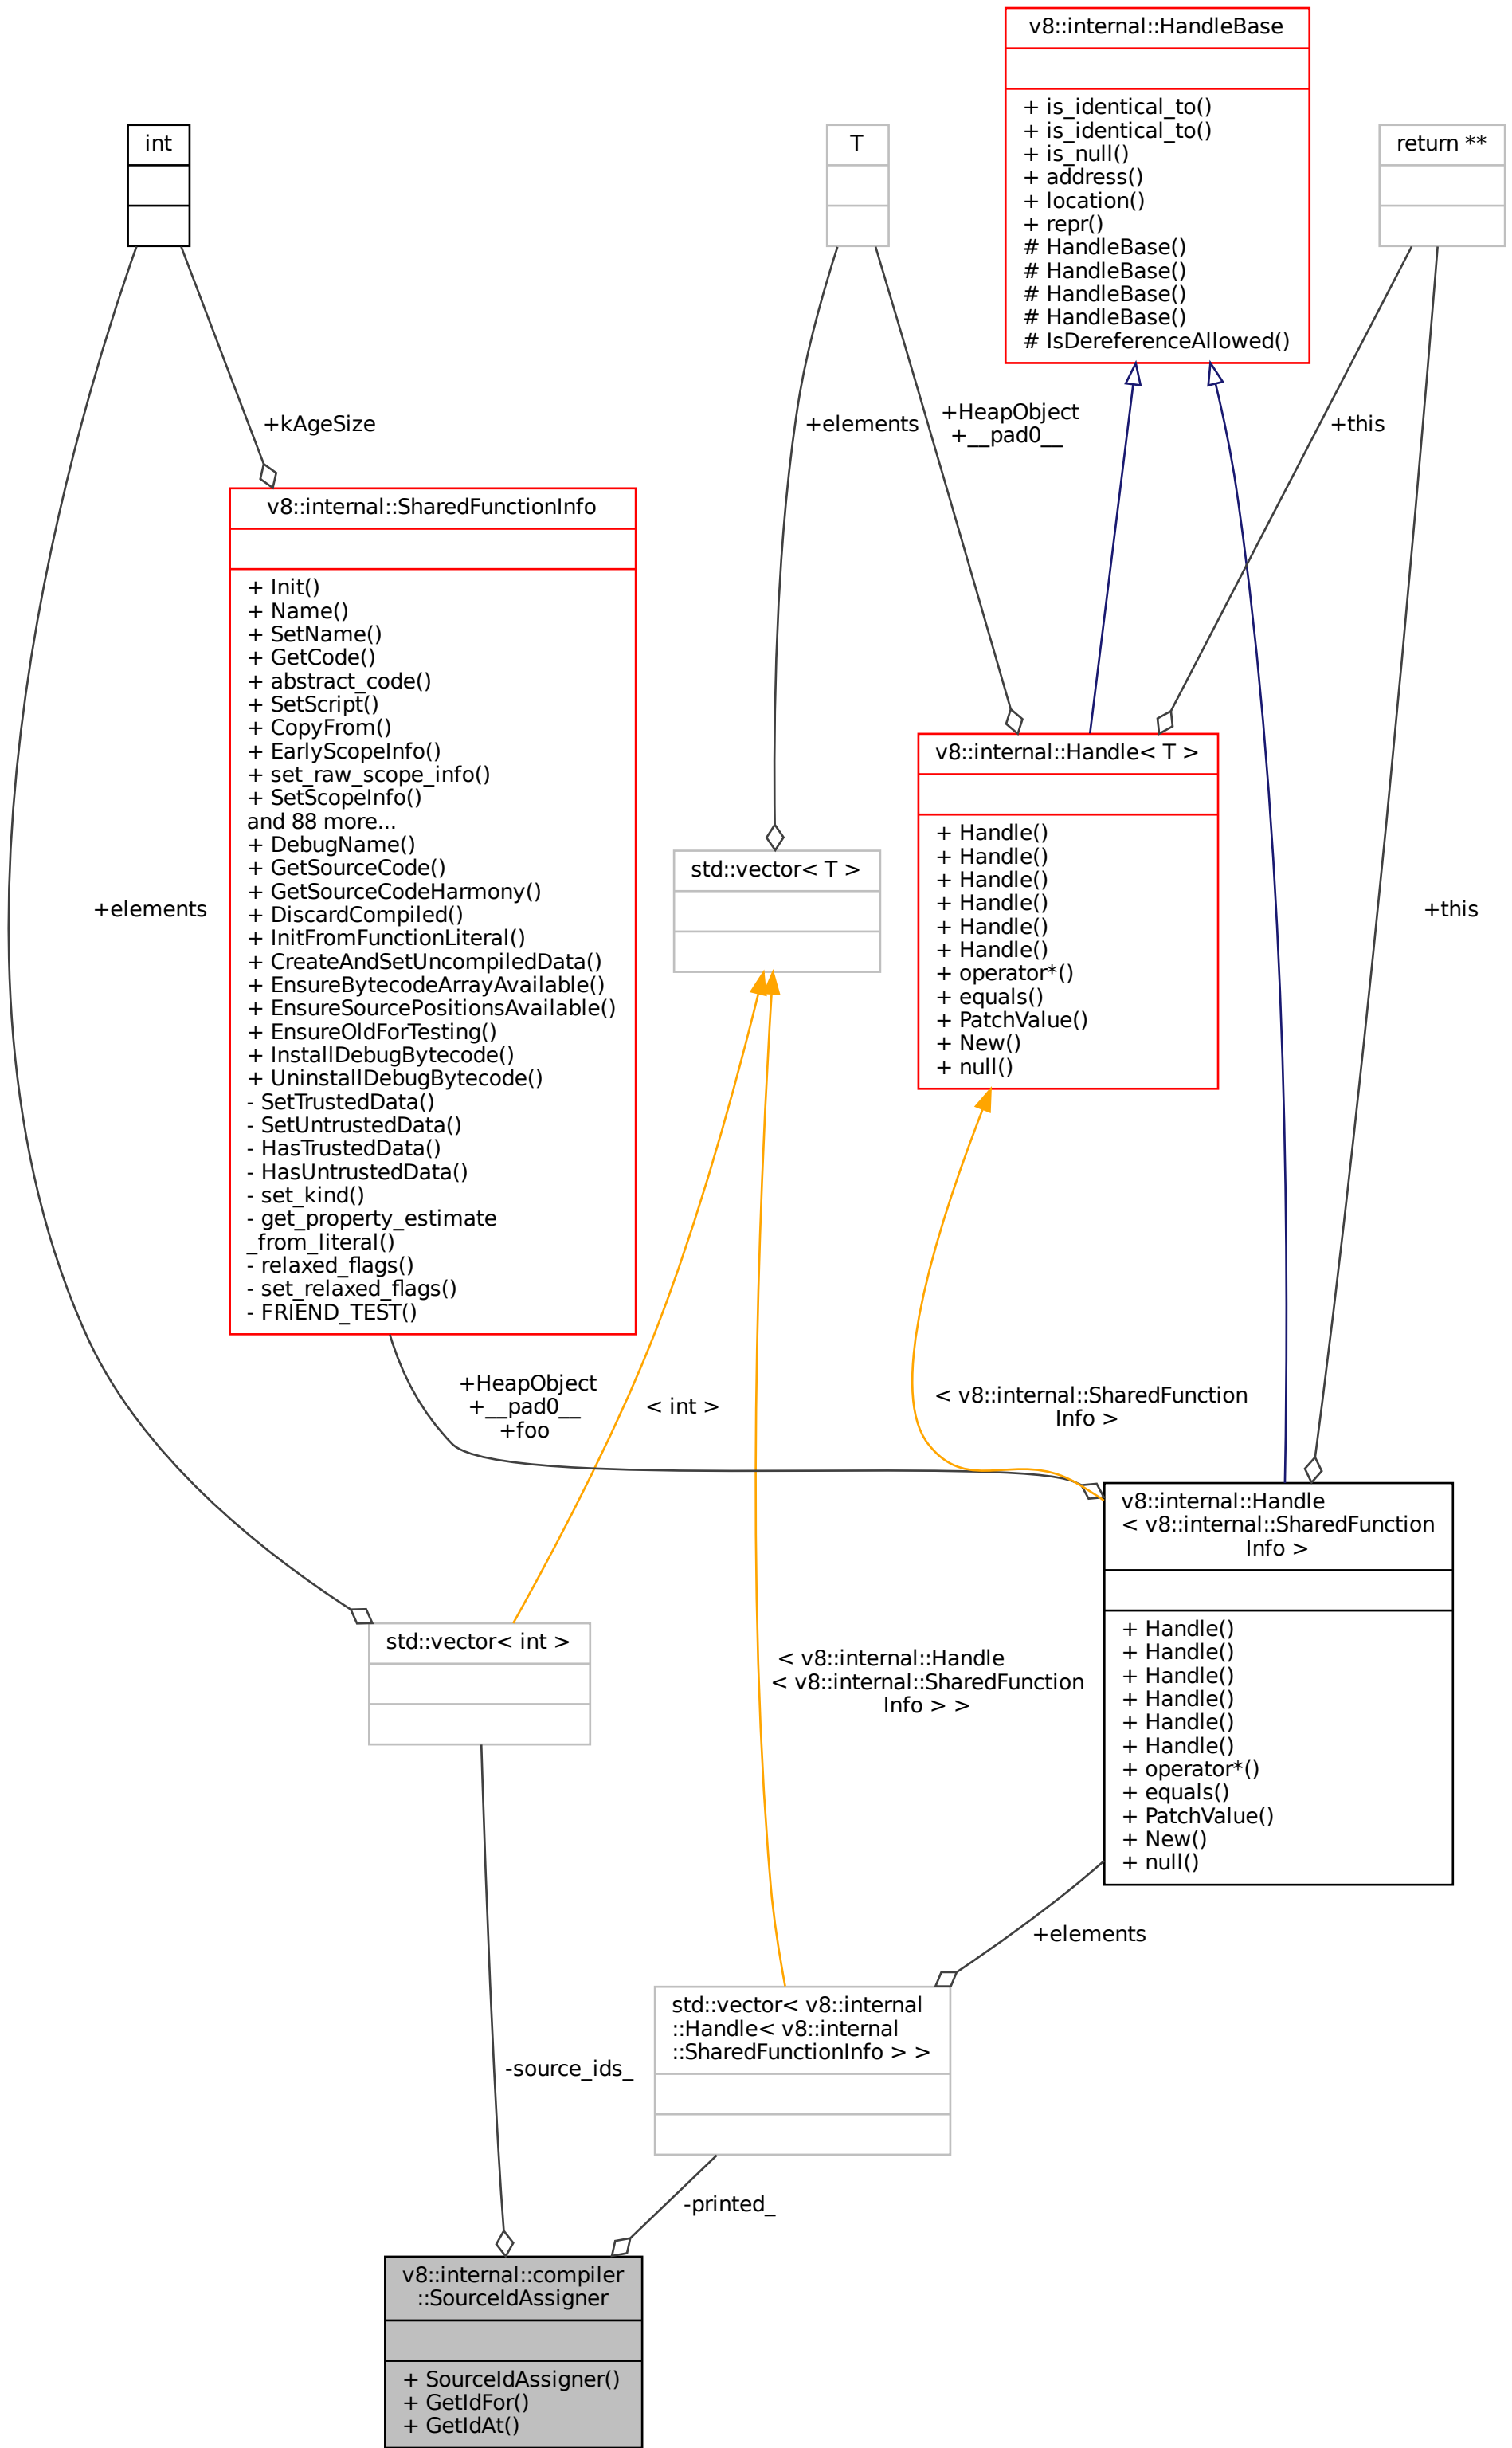 v8::internal::HandleBase
+ is_identical_to()
+ is_identical_to()
+ is_null()
+ address()
+ location()
+ repr()
# HandleBase()
# HandleBase()
# HandleBase()
# HandleBase()
# IsDereferenceAllowed()
int
T
return **
+kAgeSize
+elements
+HeapObject
+__pad0__
+this
v8::internal::SharedFunctionInfo
+ Init()
+ Name()
+ SetName()
+ GetCode()
+ abstract_code()
+ SetScript()
+ CopyFrom()
+ EarlyScopeInfo()
+ set_raw_scope_info()
+ SetScopeInfo()
and 88 more...
+ DebugName()
+ GetSourceCode()
+ GetSourceCodeHarmony()
+ DiscardCompiled()
+ InitFromFunctionLiteral()
+ CreateAndSetUncompiledData()
+ EnsureBytecodeArrayAvailable()
+ EnsureSourcePositionsAvailable()
+ EnsureOldForTesting()
+ InstallDebugBytecode()
+ UninstallDebugBytecode()
- SetTrustedData()
- SetUntrustedData()
- HasTrustedData()
- HasUntrustedData()
- set_kind()
- get_property_estimate
_from_literal()
- relaxed_flags()
- set_relaxed_flags()
- FRIEND_TEST()
v8::internal::Handle< T >
+ Handle()
+ Handle()
+ Handle()
+ Handle()
+ Handle()
+ Handle()
+ operator*()
+ equals()
+ PatchValue()
+ New()
+ null()
std::vector< T >
+elements
+this
+HeapObject
+__pad0__
+foo
< int >
< v8::internal::SharedFunction
Info >
v8::internal::Handle
< v8::internal::SharedFunction
Info >
+ Handle()
+ Handle()
+ Handle()
+ Handle()
+ Handle()
+ Handle()
+ operator*()
+ equals()
+ PatchValue()
+ New()
+ null()
std::vector< int >
< v8::internal::Handle
< v8::internal::SharedFunction
Info > >
+elements
std::vector< v8::internal
::Handle< v8::internal
::SharedFunctionInfo > >
-source_ids_
-printed_
v8::internal::compiler
::SourceIdAssigner
+ SourceIdAssigner()
+ GetIdFor()
+ GetIdAt()